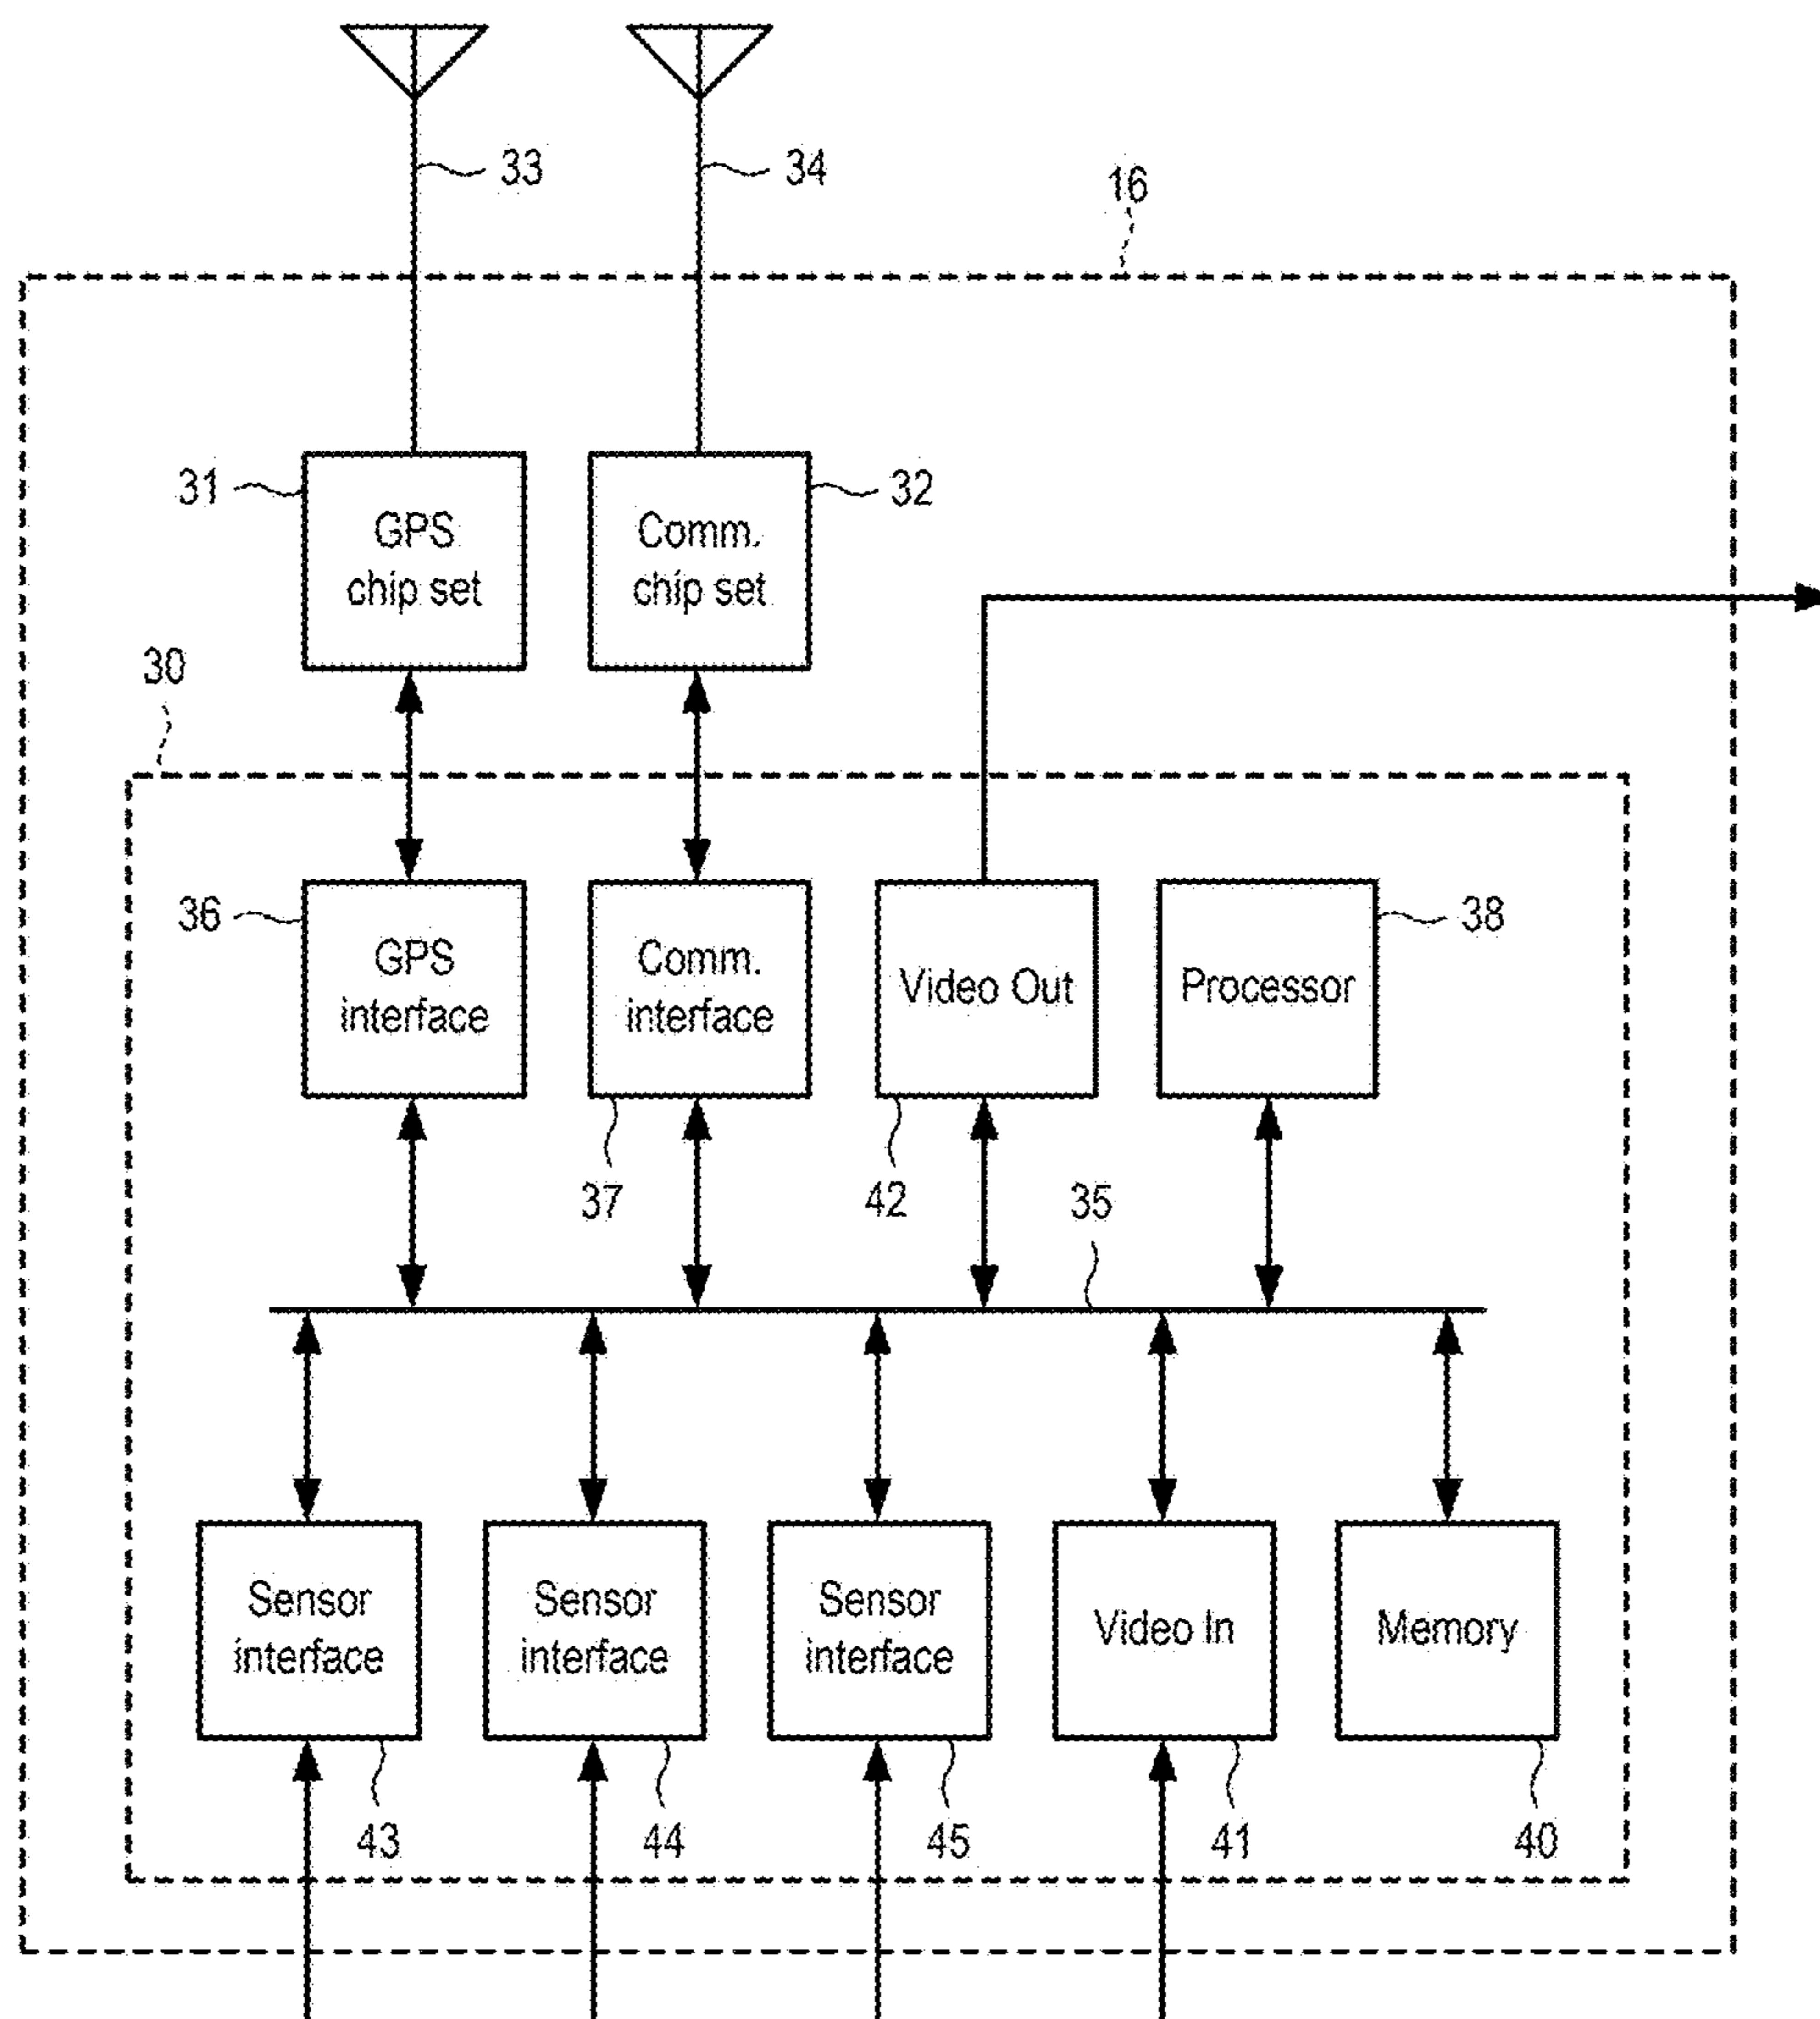 33
34
16
31
GPS
chip set
Comm.
chip set
32
30
36
GPS
interface
Comm.
interface
Video Out
Processor
38
37
42
35
Sensor
interface
Sensor
interface
Sensor
interface
Video In
Memory
43
44
45
41
40